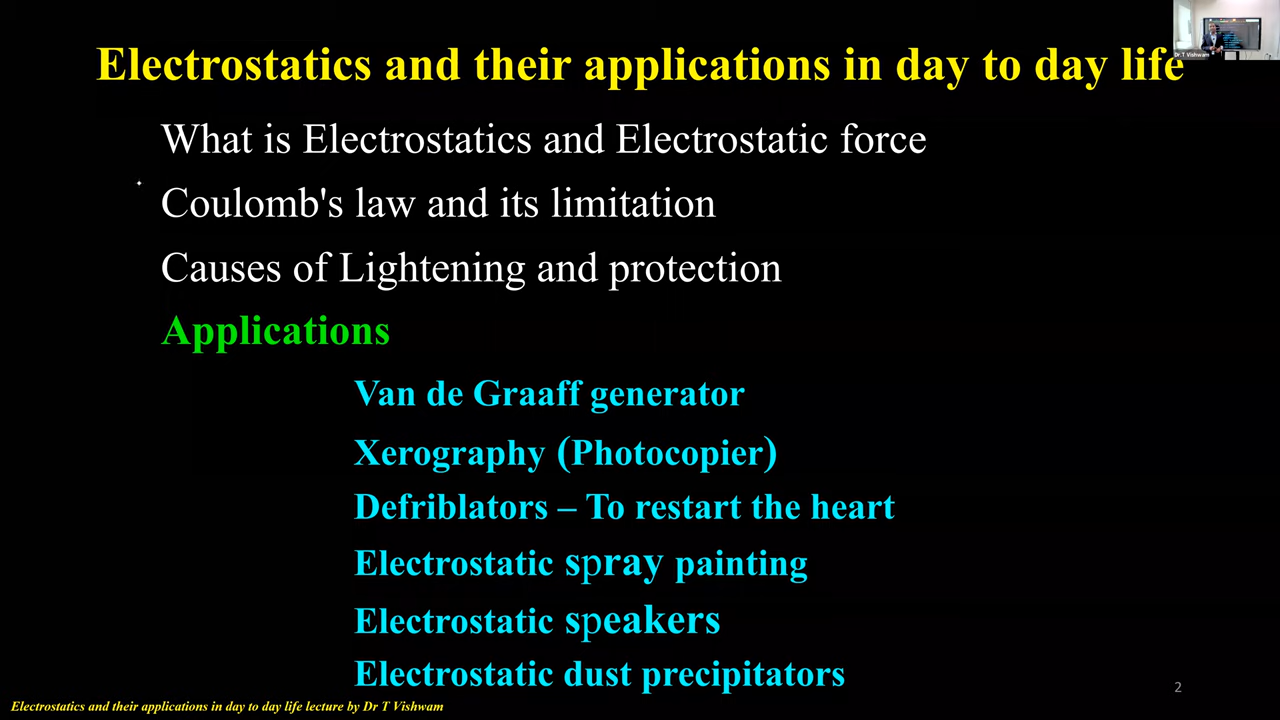 Electrostatics and their applications in day to day life
Dr T Vishwam
What is Electrostatics and Electrostatic force
Coulomb's law and its limitation
Causes of Lightening and protection
Applications
Van de Graaff generator
Xerography (Photocopier)
Defriblators – To restart the heart
Electrostatic spray painting
Electrostatic speakers
Electrostatic dust precipitators
2
Electrostatics and their applications in day to day life lecture by Dr T Vishwam